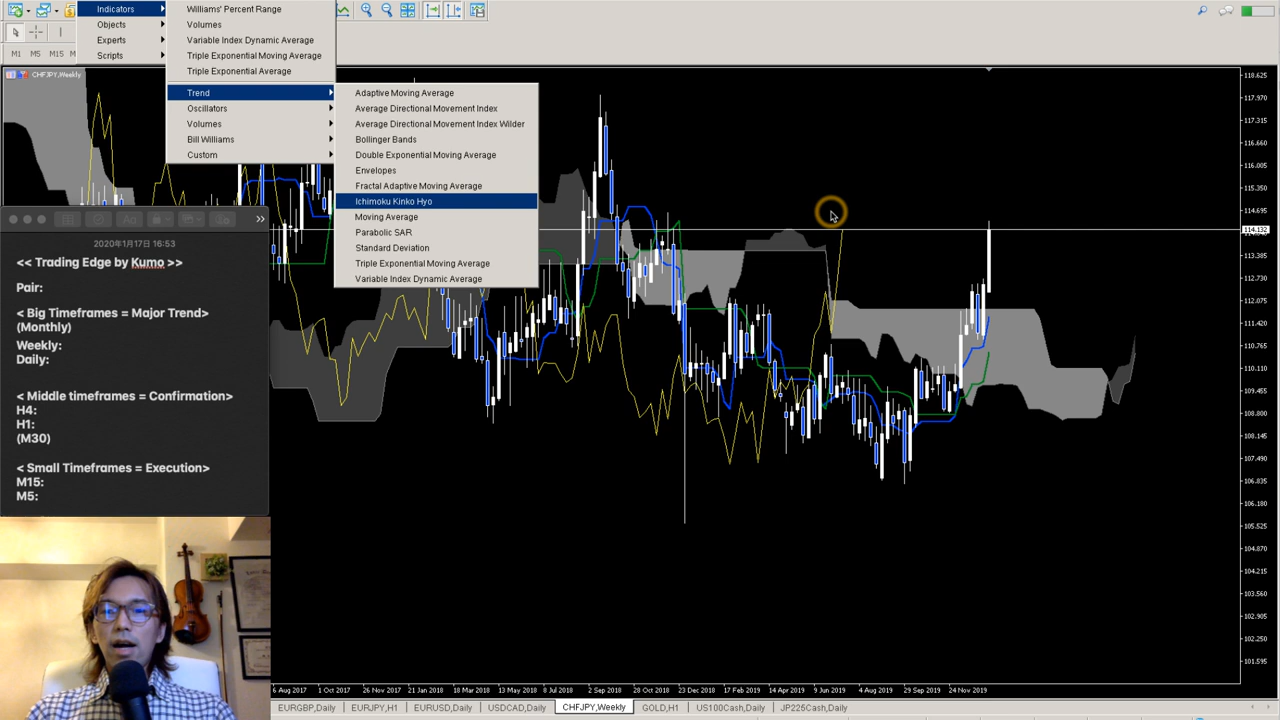 Indicators
Objects
Experts
Scripts
Williams' Percent Range
Volumes
Variable Index Dynamic Average
Triple Exponential Moving Average
Triple Exponential Average
Trend
Oscillators
Volumes
Bill Williams
Custom
Adaptive Moving Average
Average Directional Movement Index
Average Directional Movement Index Wilder
Bollinger Bands
Double Exponential Moving Average
Envelopes
Fractal Adaptive Moving Average
Ichimoku Kinko Hyo
Moving Average
Parabolic SAR
Standard Deviation
Triple Exponential Moving Average
Variable Index Dynamic Average
M1 M5 M15 M
CHFJPY,Weekly
Aa
>>
2020年1月17日 16:53
<< Trading Edge by Kumo >>
Pair:
< Big Timeframes = Major Trend>
(Monthly)
Weekly:
Daily:
< Middle timeframes = Confirmation>
H4:
H1:
(M30)
< Small Timeframes = Execution>
M15:
M5:
118.625
117.970
117.315
116.660
116.005
115.350
114.695
114.132
113.385
112.730
112.075
111.420
110.765
110.110
109.455
108.800
108.145
107.490
106.835
106.180
105.525
104.870
104.215
103.560
102.905
102.250
101.595
6 Aug 2017
1 Oct 2017
26 Nov 2017
21 Jan 2018
18 Mar 2018
13 May 2018
8 Jul 2018
2 Sep 2018
28 Oct 2018
23 Dec 2018
17 Feb 2019
14 Apr 2019
9 Jun 2019
4 Aug 2019
29 Sep 2019
24 Nov 2019
EURGBP,Daily
EURJPY,H1
EURUSD,Daily
USDCAD,Daily
CHFJPY,Weekly
GOLD,H1
US100Cash,Daily
JP225Cash,Daily